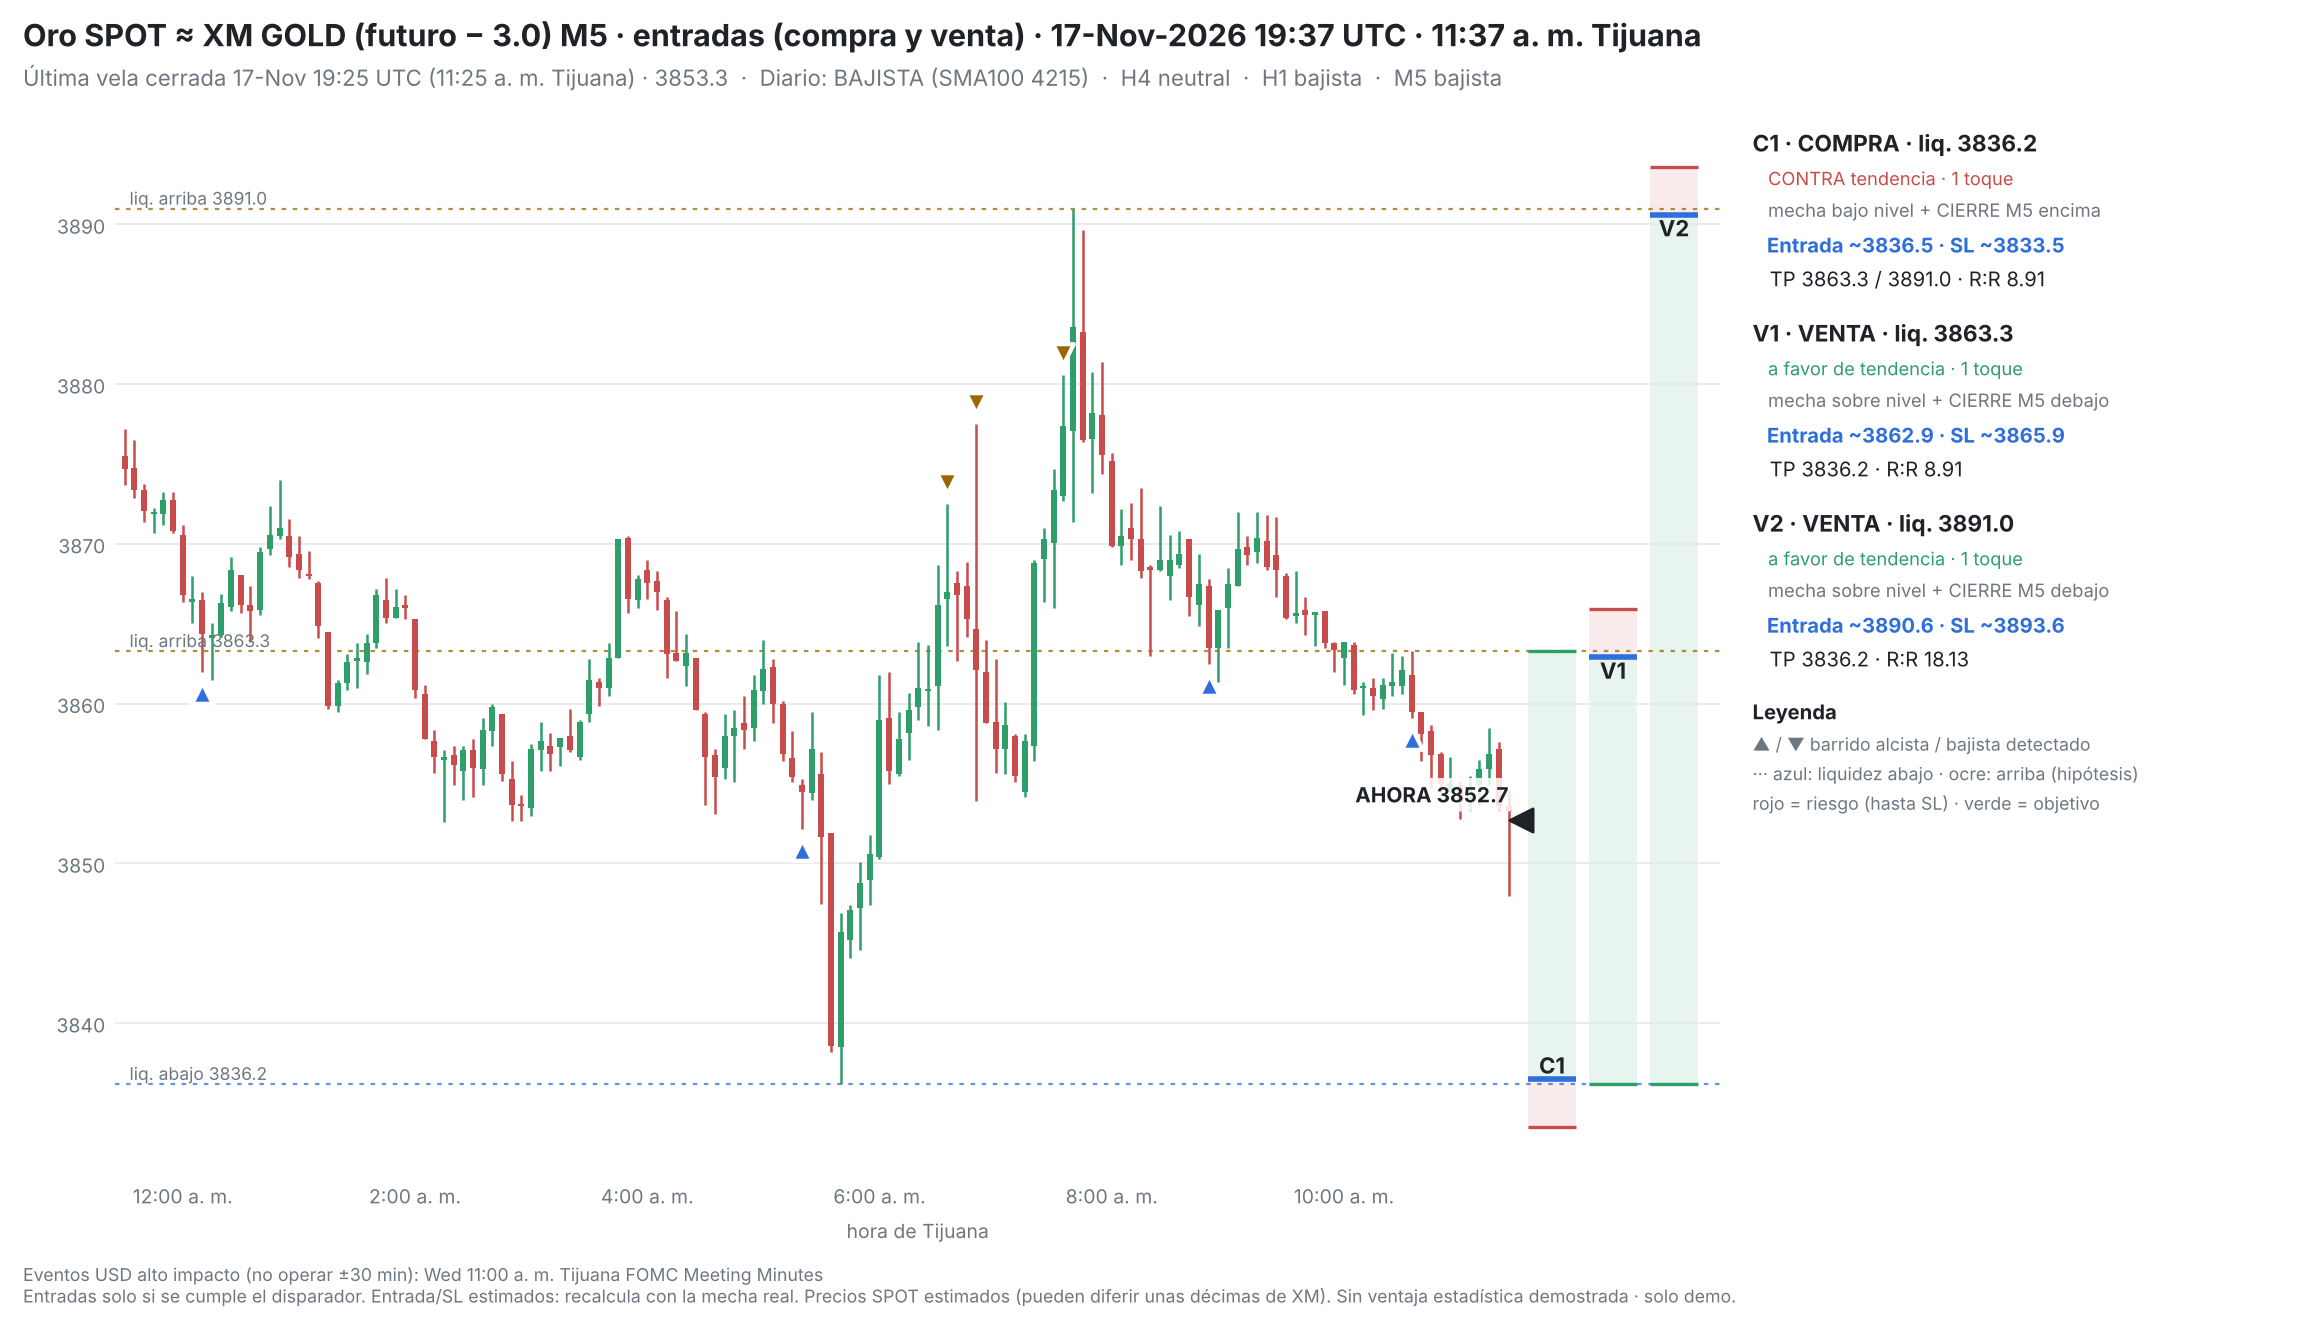 Oro SPOT ≈ XM GOLD (futuro − 3.0) M5 · entradas (compra y venta) · 17-Nov-2026 19:37 UTC · 11:37 a. m. Tijuana
Última vela cerrada 17-Nov 19:25 UTC (11:25 a. m. Tijuana) · 3853.3 · Diario: BAJISTA (SMA100 4215) · H4 neutral · H1 bajista · M5 bajista
liq. arriba 3891.0
3890
3880
3870
liq. arriba 3863.3
3860
3850
3840
liq. abajo 3836.2
V2
V1
AHORA 3852.7
C1
12:00 a. m.
2:00 a. m.
4:00 a. m.
6:00 a. m.
8:00 a. m.
10:00 a. m.
hora de Tijuana
C1 · COMPRA · liq. 3836.2
CONTRA tendencia · 1 toque
mecha bajo nivel + CIERRE M5 encima
Entrada ~3836.5 · SL ~3833.5
TP 3863.3 / 3891.0 · R:R 8.91
V1 · VENTA · liq. 3863.3
a favor de tendencia · 1 toque
mecha sobre nivel + CIERRE M5 debajo
Entrada ~3862.9 · SL ~3865.9
TP 3836.2 · R:R 8.91
V2 · VENTA · liq. 3891.0
a favor de tendencia · 1 toque
mecha sobre nivel + CIERRE M5 debajo
Entrada ~3890.6 · SL ~3893.6
TP 3836.2 · R:R 18.13
Leyenda
▲ / ▼ barrido alcista / bajista detectado
··· azul: liquidez abajo · ocre: arriba (hipótesis)
rojo = riesgo (hasta SL) · verde = objetivo
Eventos USD alto impacto (no operar ±30 min): Wed 11:00 a. m. Tijuana FOMC Meeting Minutes
Entradas solo si se cumple el disparador. Entrada/SL estimados: recalcula con la mecha real. Precios SPOT estimados (pueden diferir unas décimas de XM). Sin ventaja estadística demostrada · solo demo.